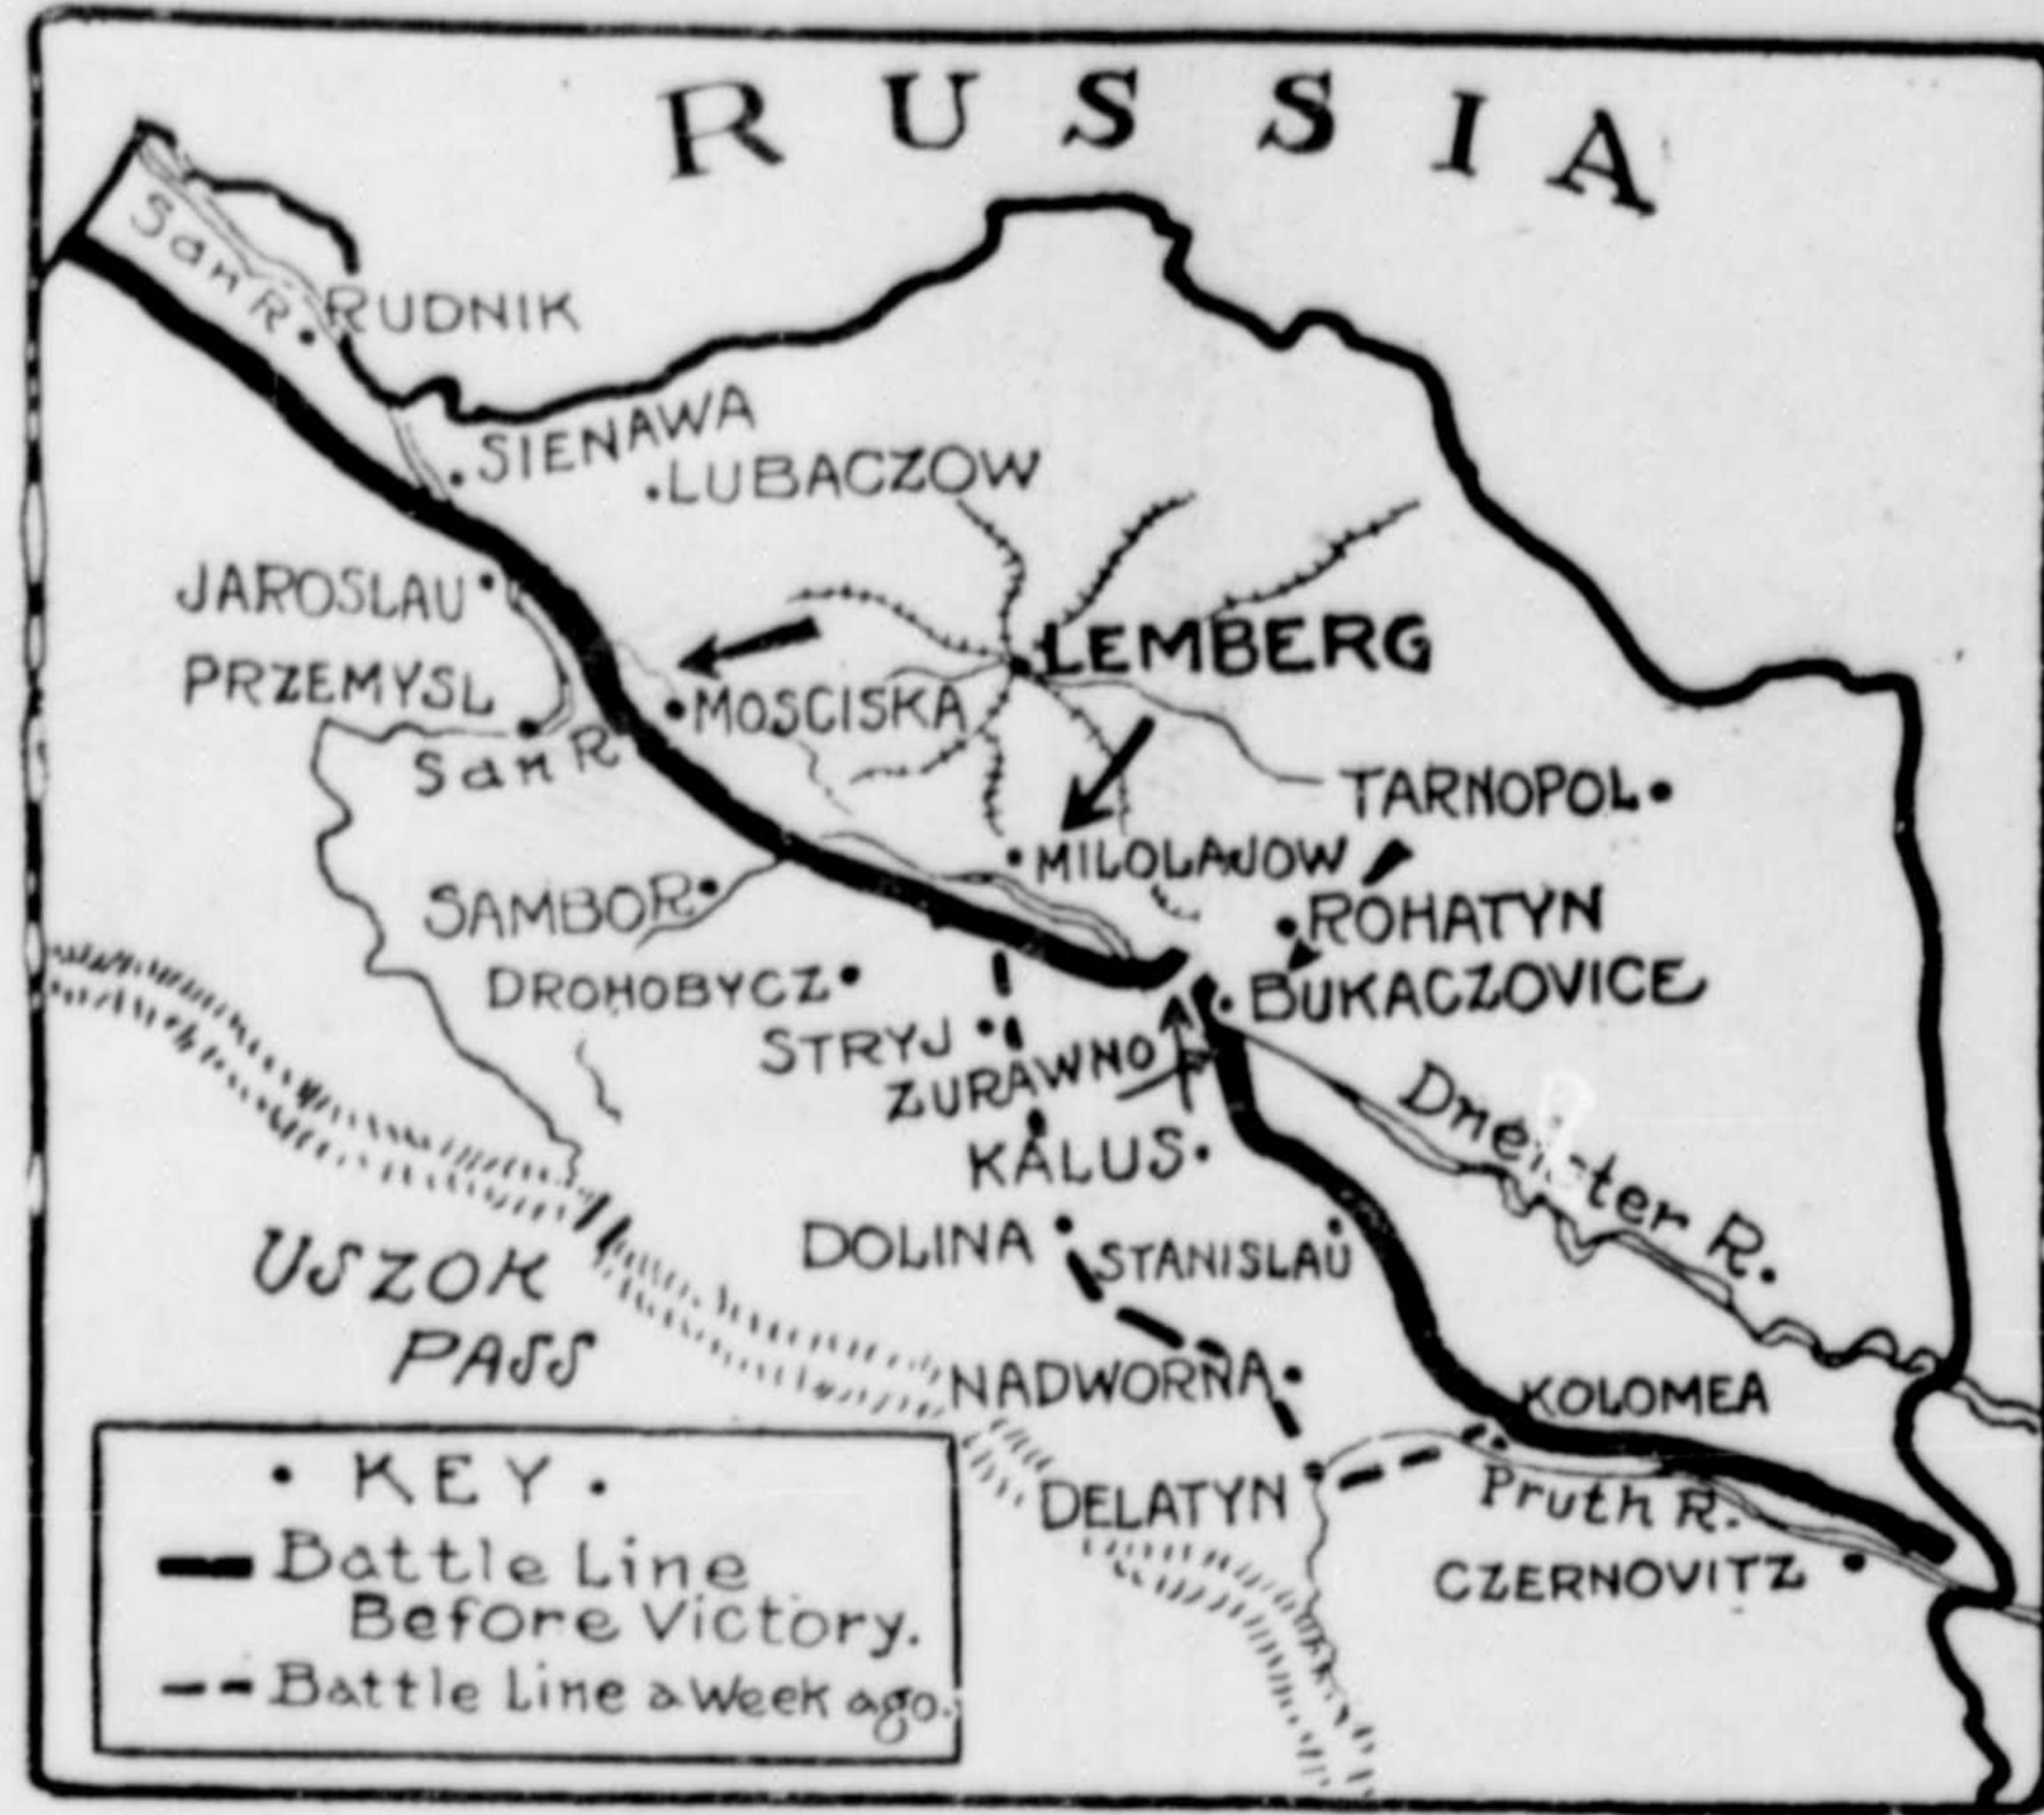 RUSSIA
San R.
RUDNIK
SIENAWA
LUBACZOW
JAROSLAU
LEMBERG
PRZEMYSL
MOSCISKA
San R
TARNOPOL
MILOLAJOW
SAMBOR
ROHATYN
DROHOBYCZ
BUKACZOVICE
STRYJ
ZURAWNO
KALUS
Dneister R.
DOLINA
STANISLAU
USZOK
PASS
NADWORNA
KOLOMEA
DELATYN
Pruth R.
CZERNOVITZ
KEY
Battle Line
Before Victory.
Battle Line a Week ago.